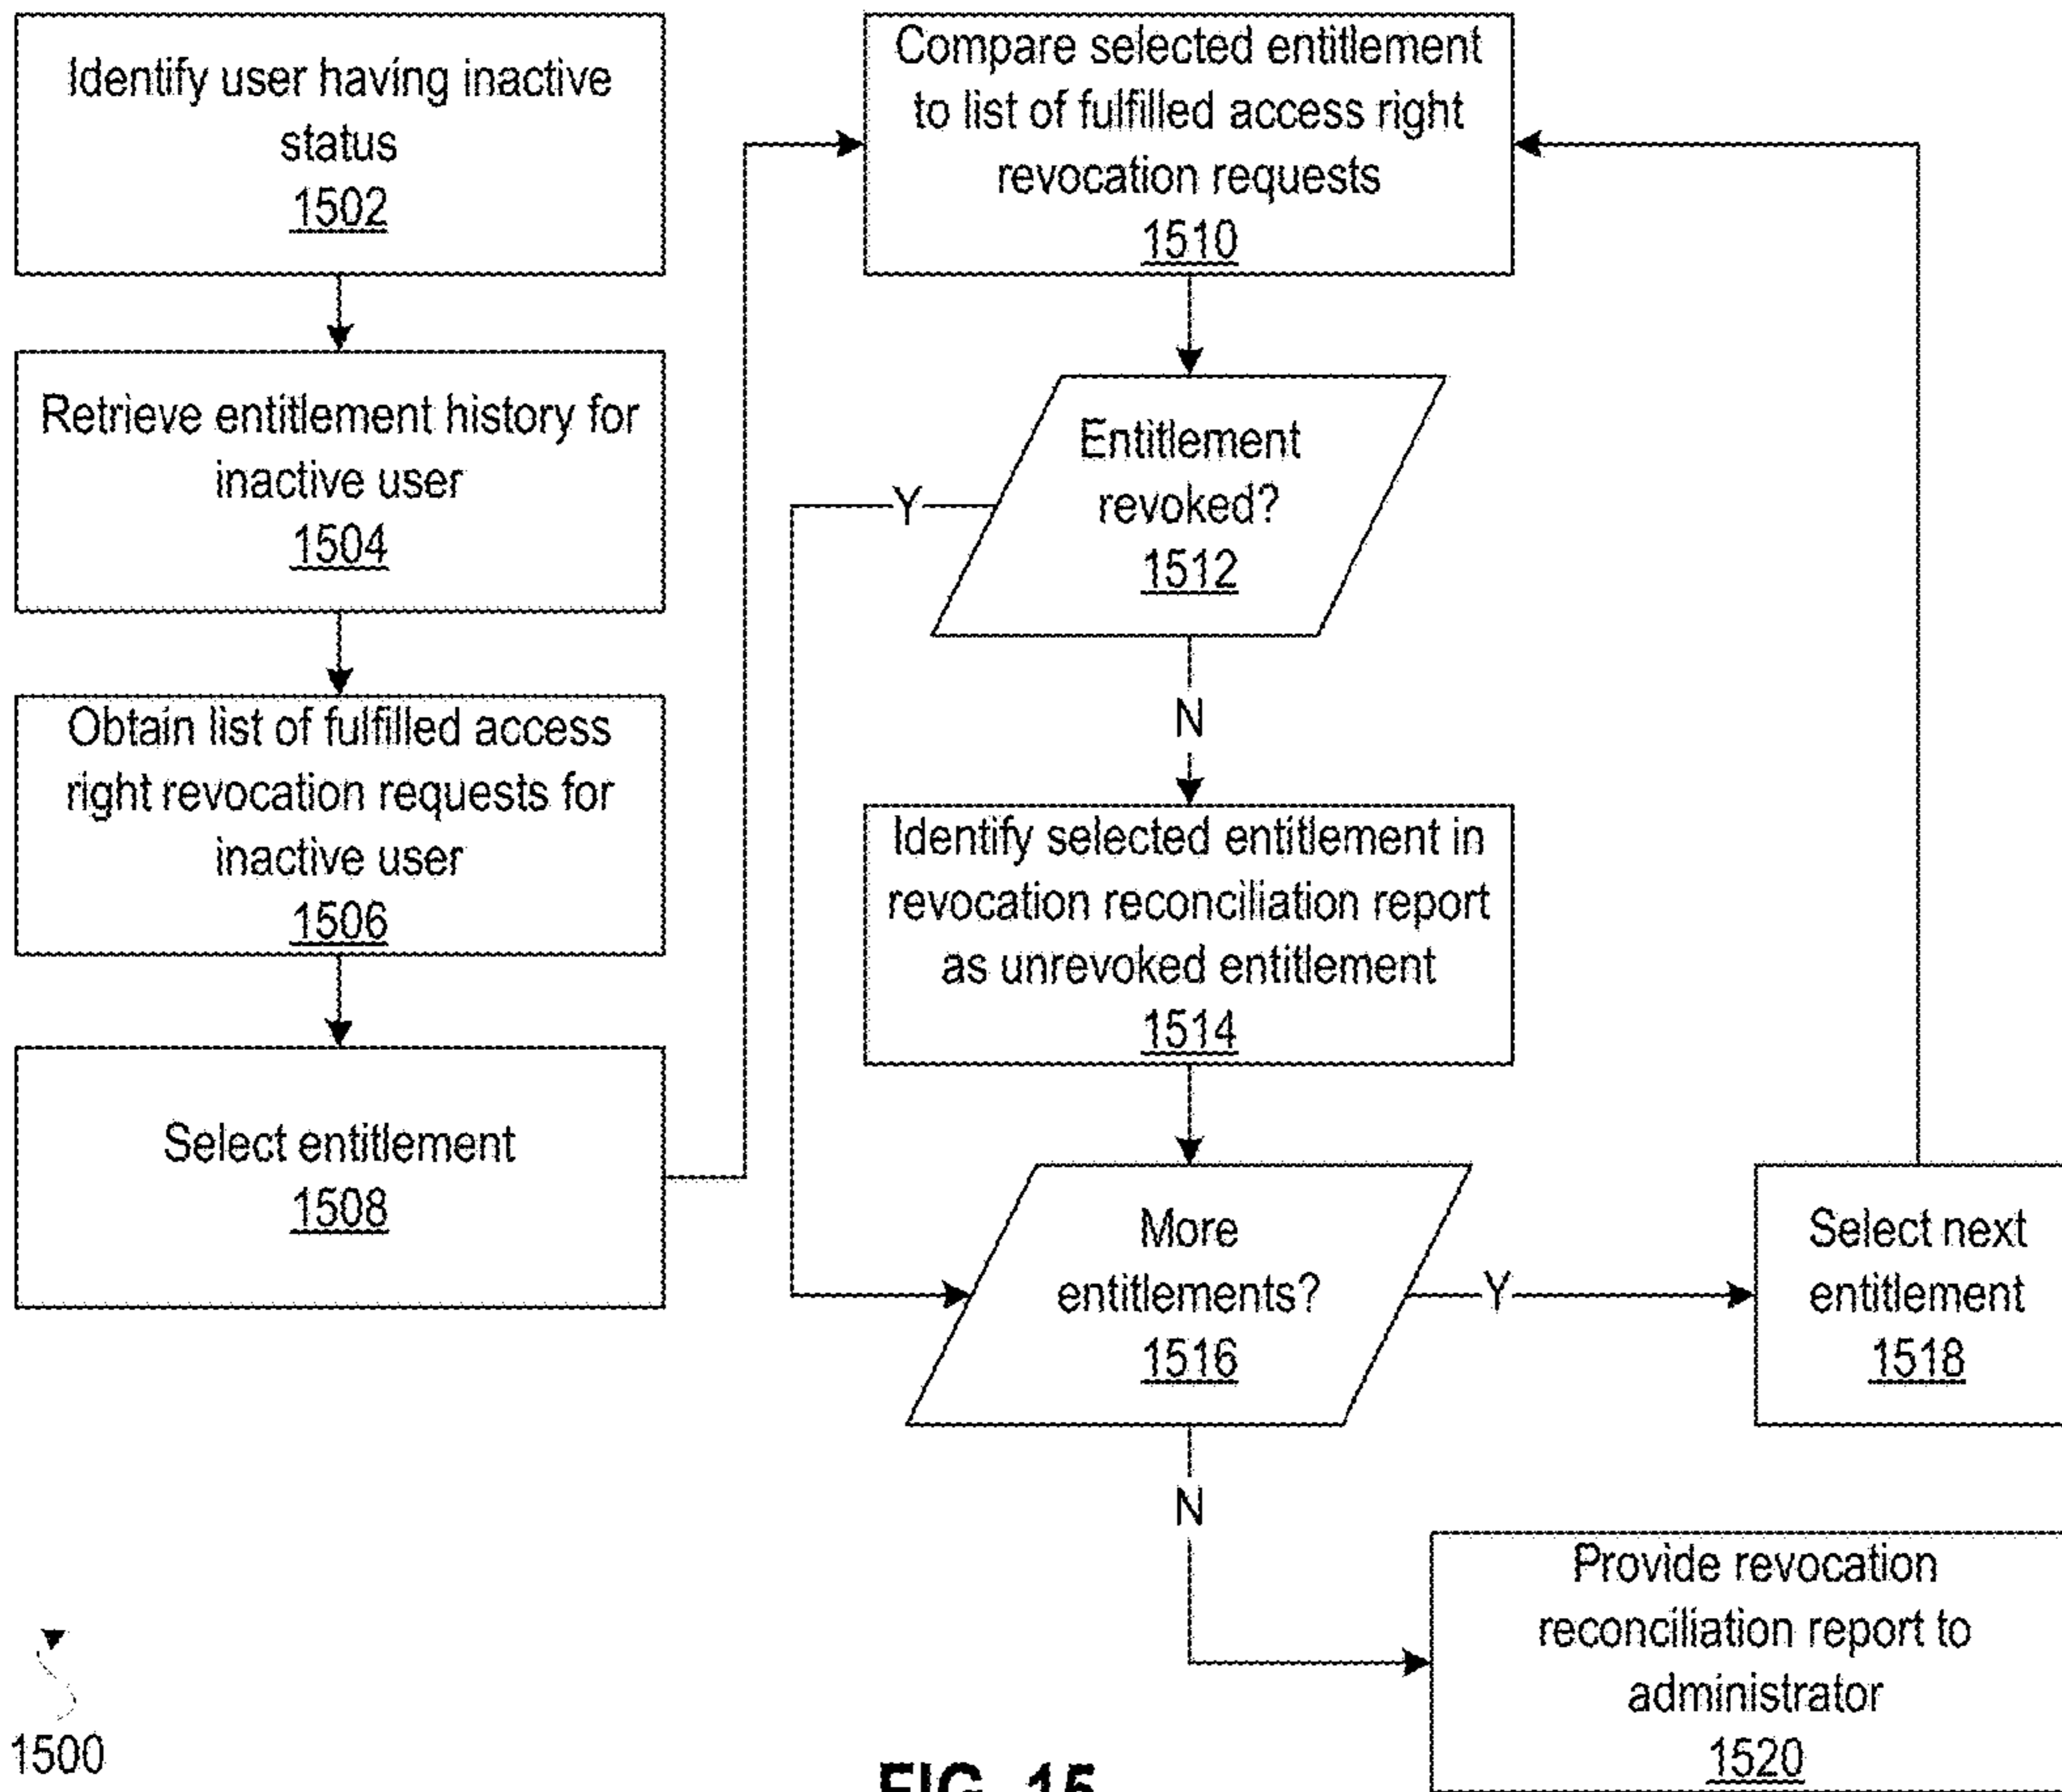 Identify user having inactive
status
1502
Retrieve entitlement history for
inactive user
1504
Obtain list of fulfilled access
right revocation requests for
inactive user
1506
Select entitlement
1508
Compare selected entitlement
to list of fulfilled access right
revocation requests
1510
Entitlement
revoked?
1512
Y
N
Identify selected entitlement in
revocation reconciliation report
as unrevoked entitlement
1514
More
entitlements?
1516
Y
Select next
entitlement
1518
N
Provide revocation
reconciliation report to
administrator
1520
1500
FIG. 15